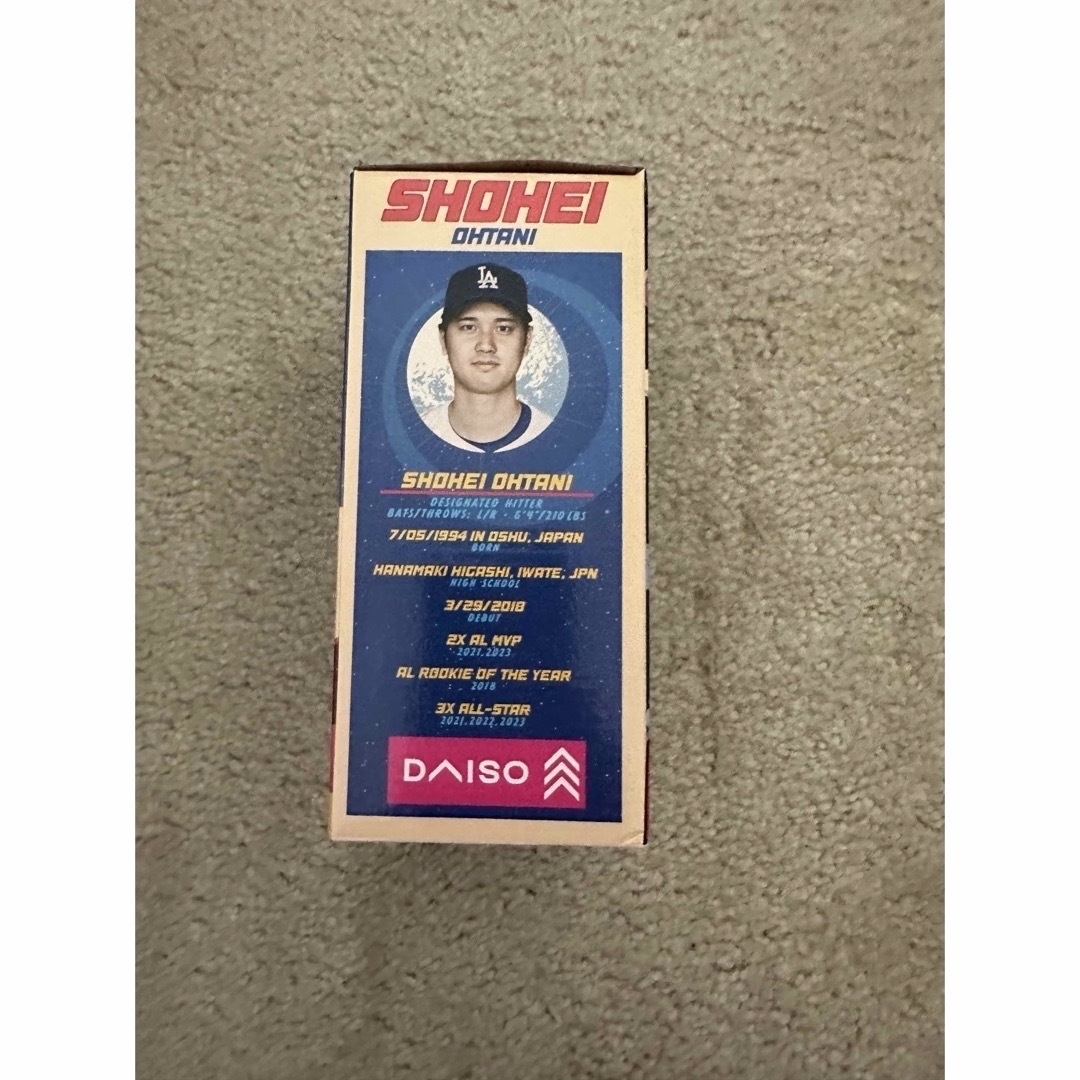 SHOHEI
OHTANI
LA
SHOHEI OHTANI
DESIGNATED HITTER
BATS/THROWS: L/R - 6'4"/210 LBS
7/05/1994 IN OSHU, JAPAN
BORN
HANAMAKI HIGASHI, IWATE, JPN
HIGH SCHOOL
3/29/2018
DEBUT
2X AL MVP
2021, 2023
AL ROOKIE OF THE YEAR
2018
3X ALL-STAR
2021, 2022, 2023
DAISO